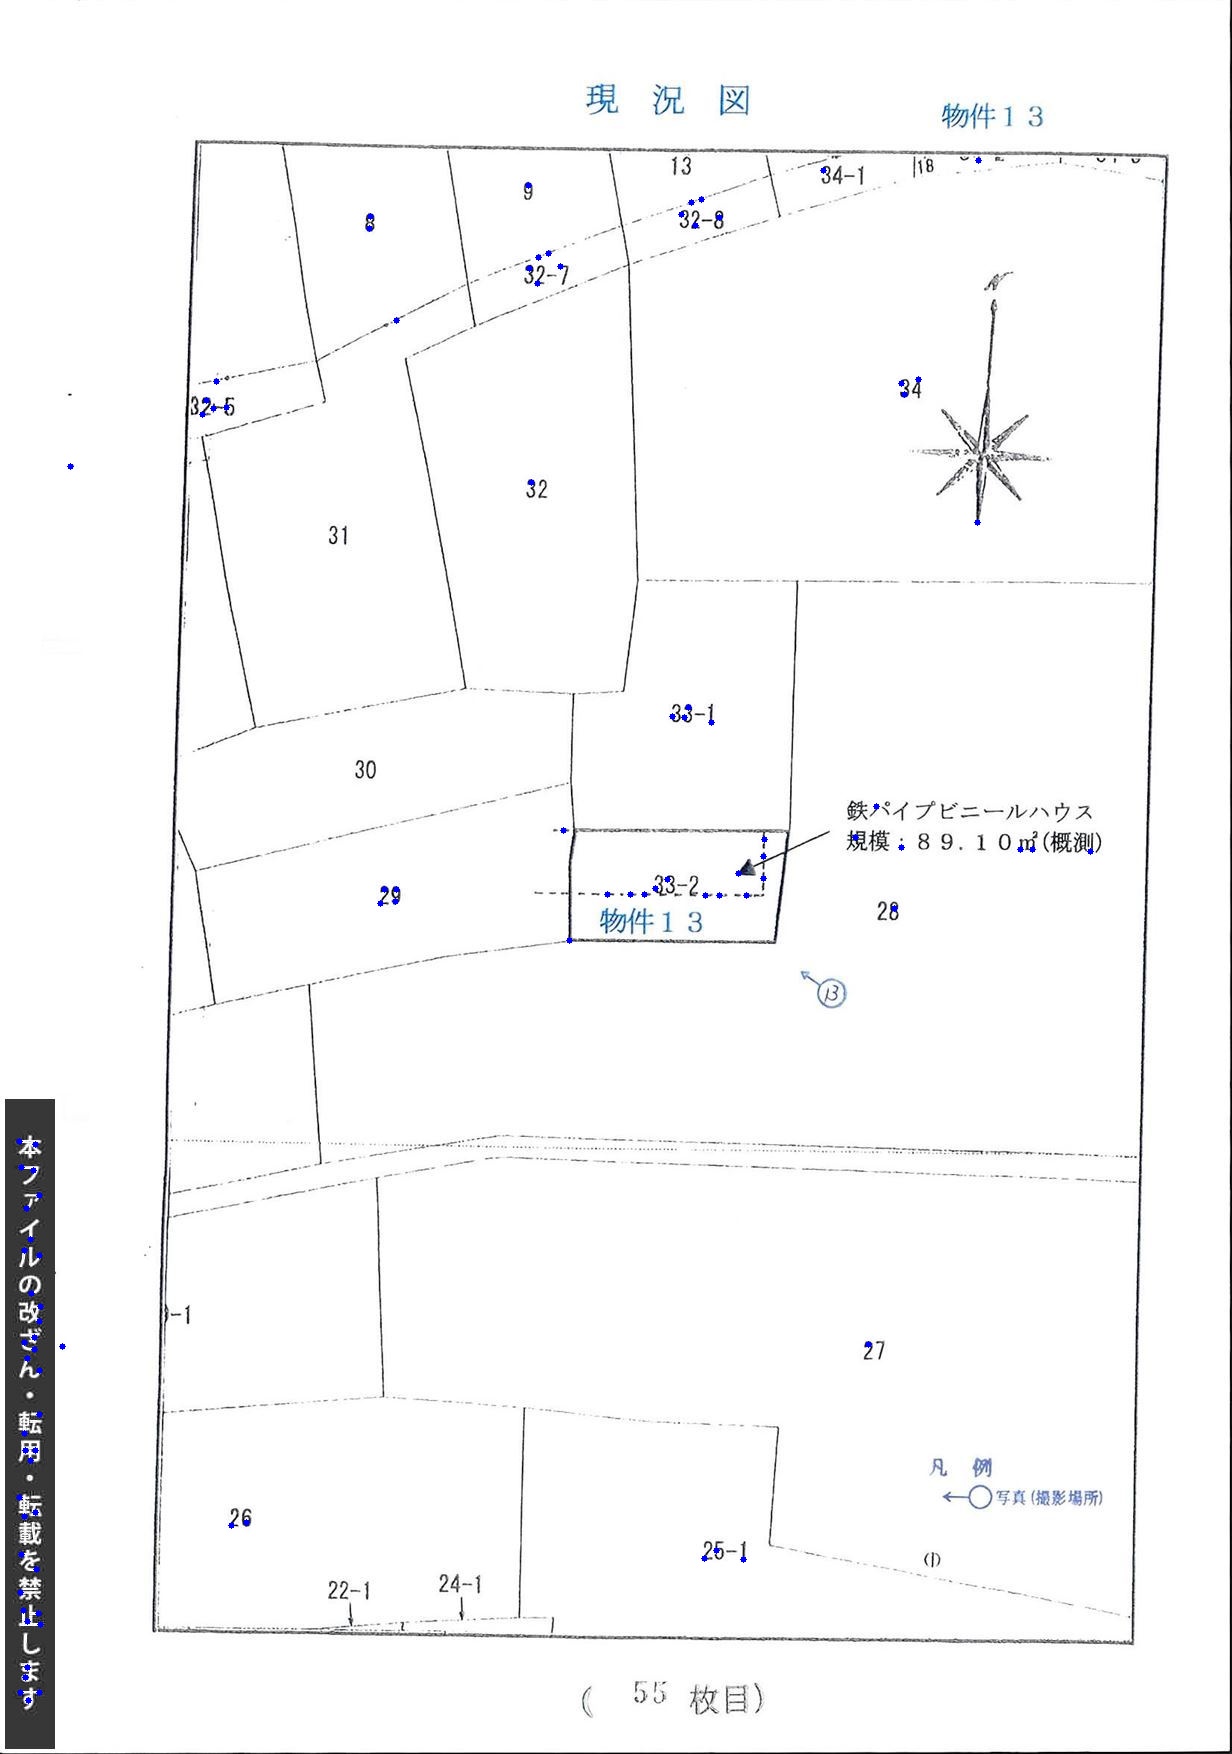 現況図
物件13
13
34-1
18
9
8
32-8
32-7
34
32-5
32
31
33-1
30
鉄パイプビニールハウス
規模：89.10㎡(概測)
33-2
29
28
物件13
13
-1
27
凡例
写真(撮影場所)
26
25-1
22-1
24-1
(55枚目)
本ファイルの改ざん・転用・転載を禁止します